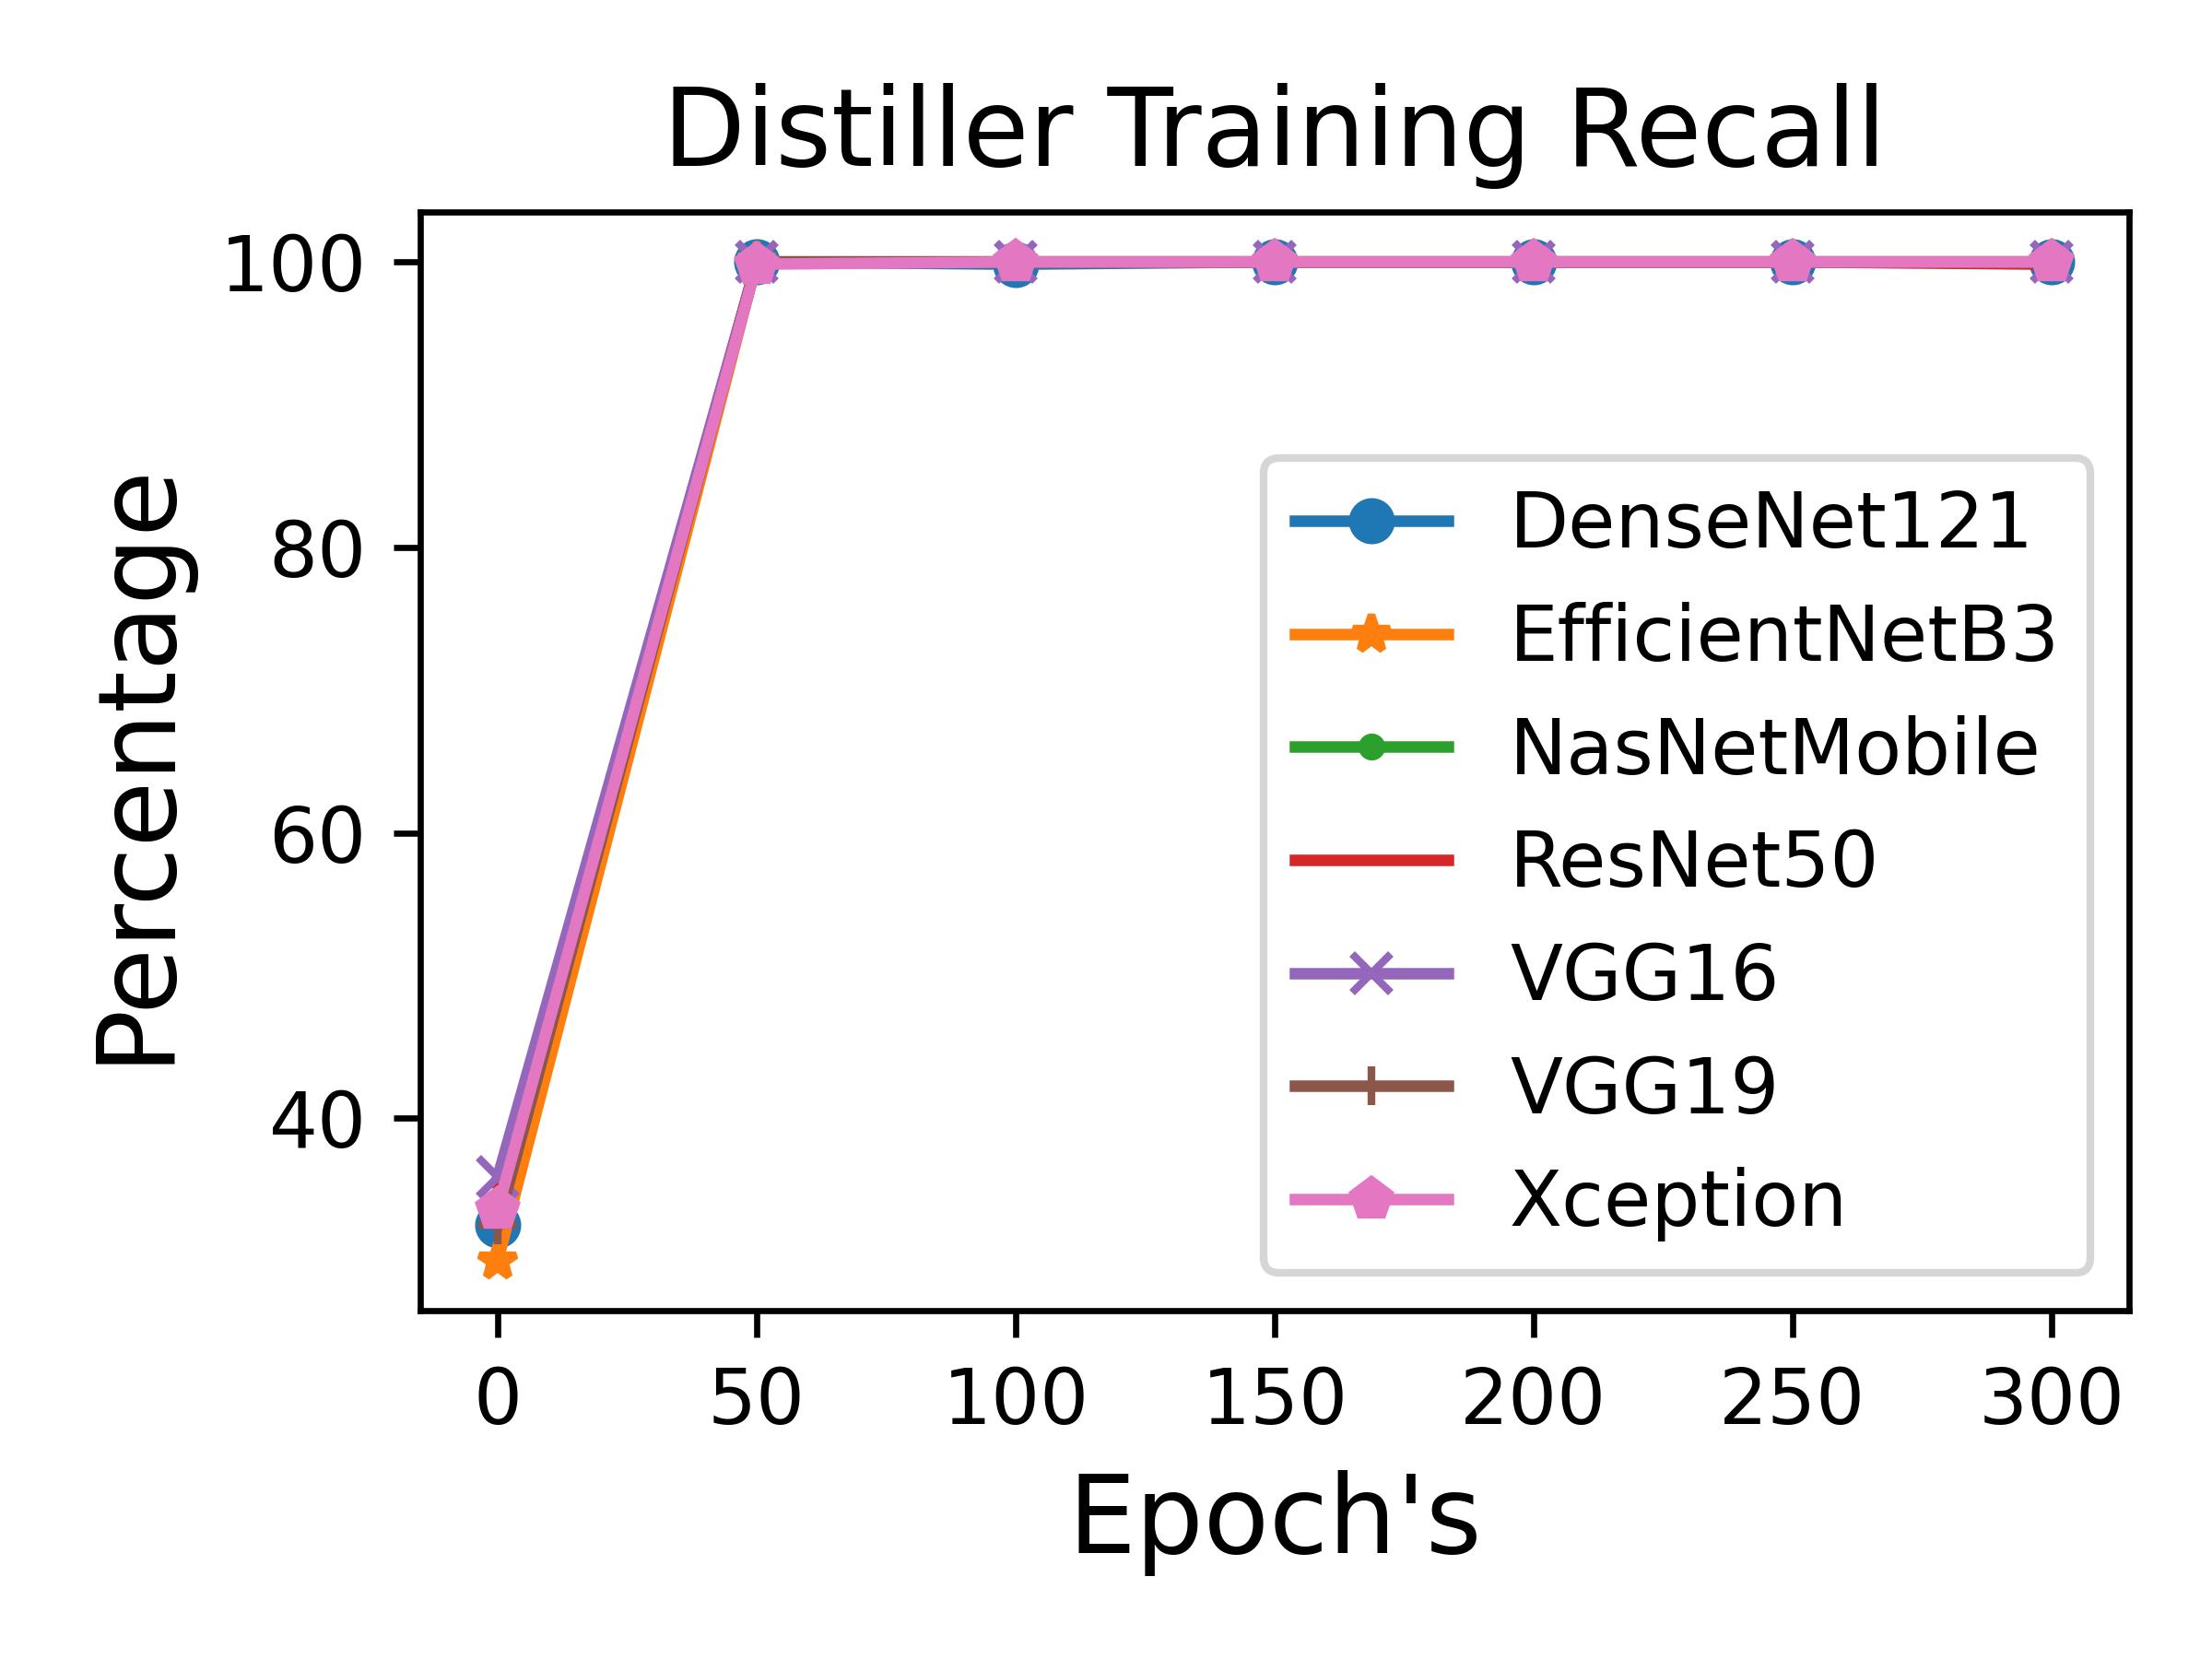 Distiller Training Recall
Percentage
100
80
60
40
DenseNet121
EfficientNetB3
NasNetMobile
ResNet50
VGG16
VGG19
Xception
0 50 100 150 200 250 300
Epoch's